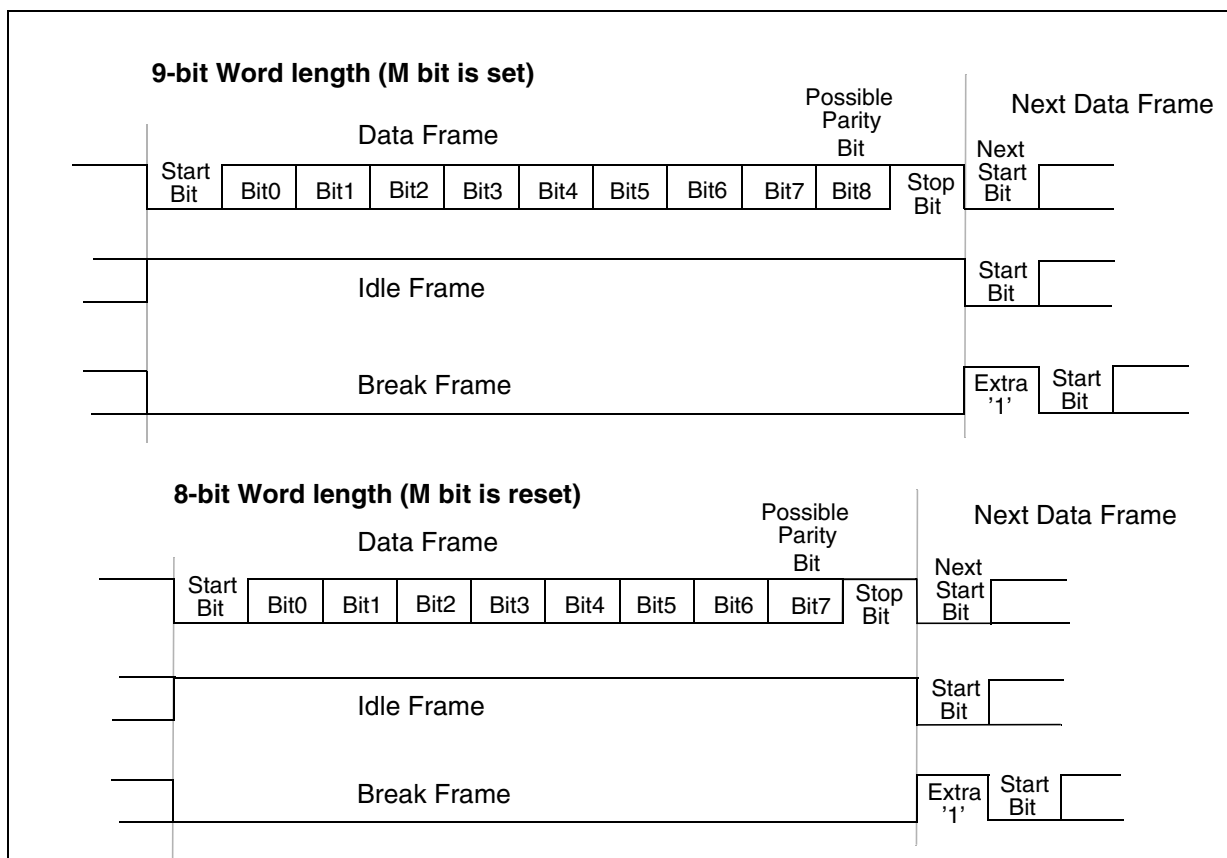 9-bit Word length (M bit is set)
Possible
Parity
Bit
Next Data Frame
Data Frame
Start
Bit
Bit0
Bit1
Bit2
Bit3
Bit4
Bit5
Bit6
Bit7
Bit8
Stop
Bit
Next
Start
Bit
Idle Frame
Start
Bit
Break Frame
Extra
'1'
Start
Bit
8-bit Word length (M bit is reset)
Possible
Parity
Bit
Next Data Frame
Data Frame
Start
Bit
Bit0
Bit1
Bit2
Bit3
Bit4
Bit5
Bit6
Bit7
Stop
Bit
Next
Start
Bit
Idle Frame
Start
Bit
Break Frame
Extra
'1'
Start
Bit